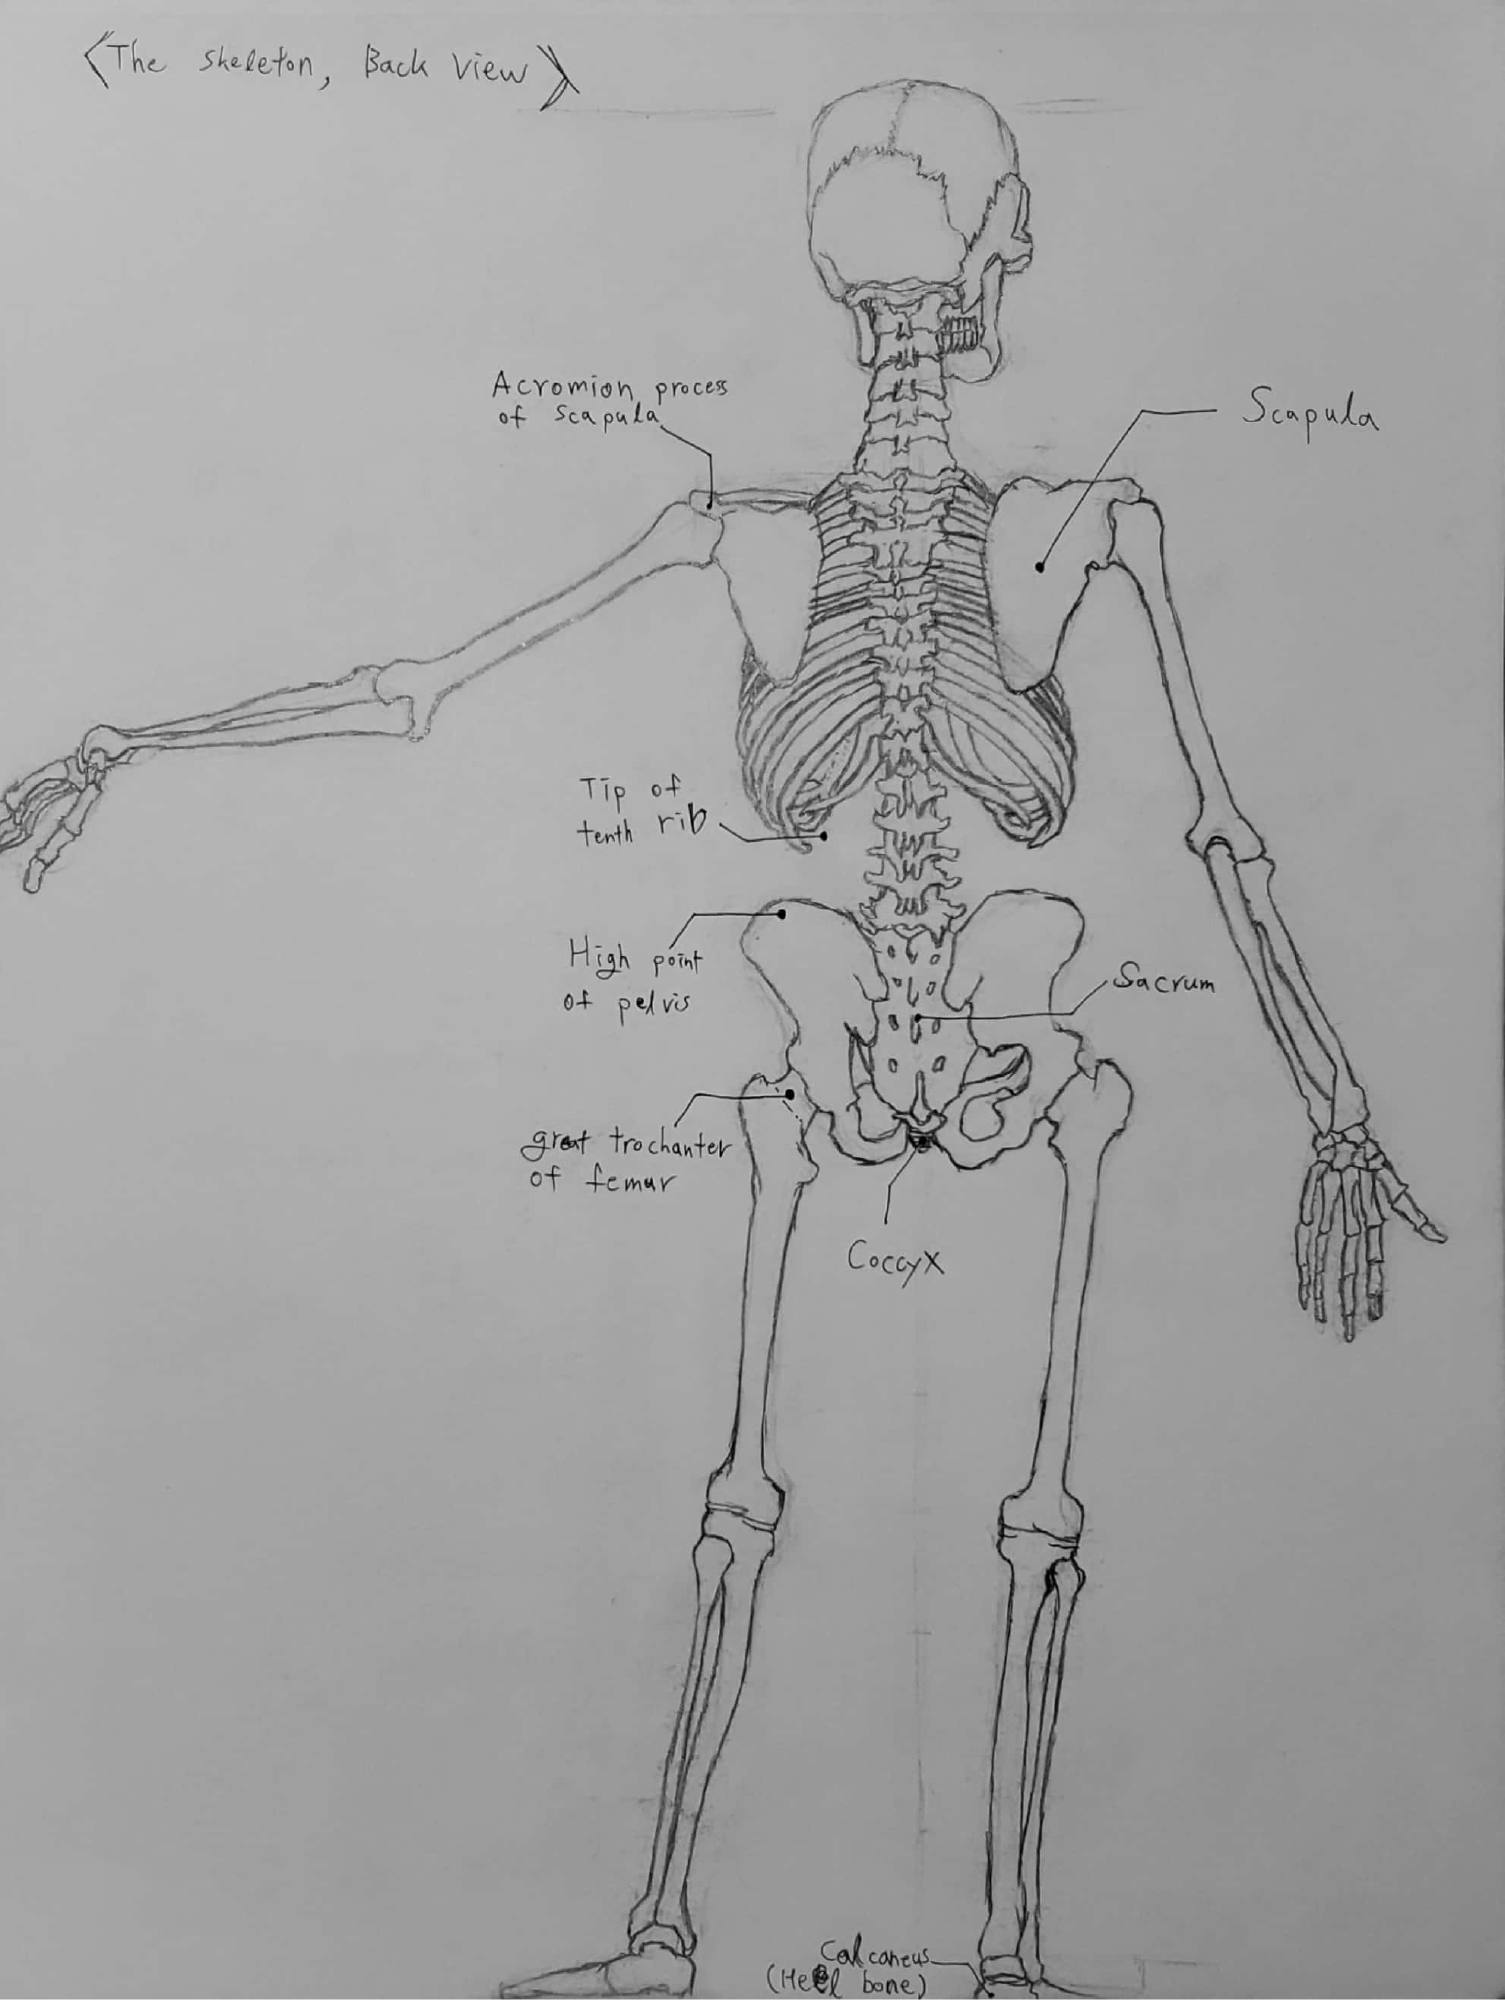 <The skeleton, Back View>
Acromion process
of scapula
Scapula
Tip of
tenth rib
High point
of pelvis
Sacrum
great trochanter
of femur
Coccyx
Calcaneus
(Heel bone)